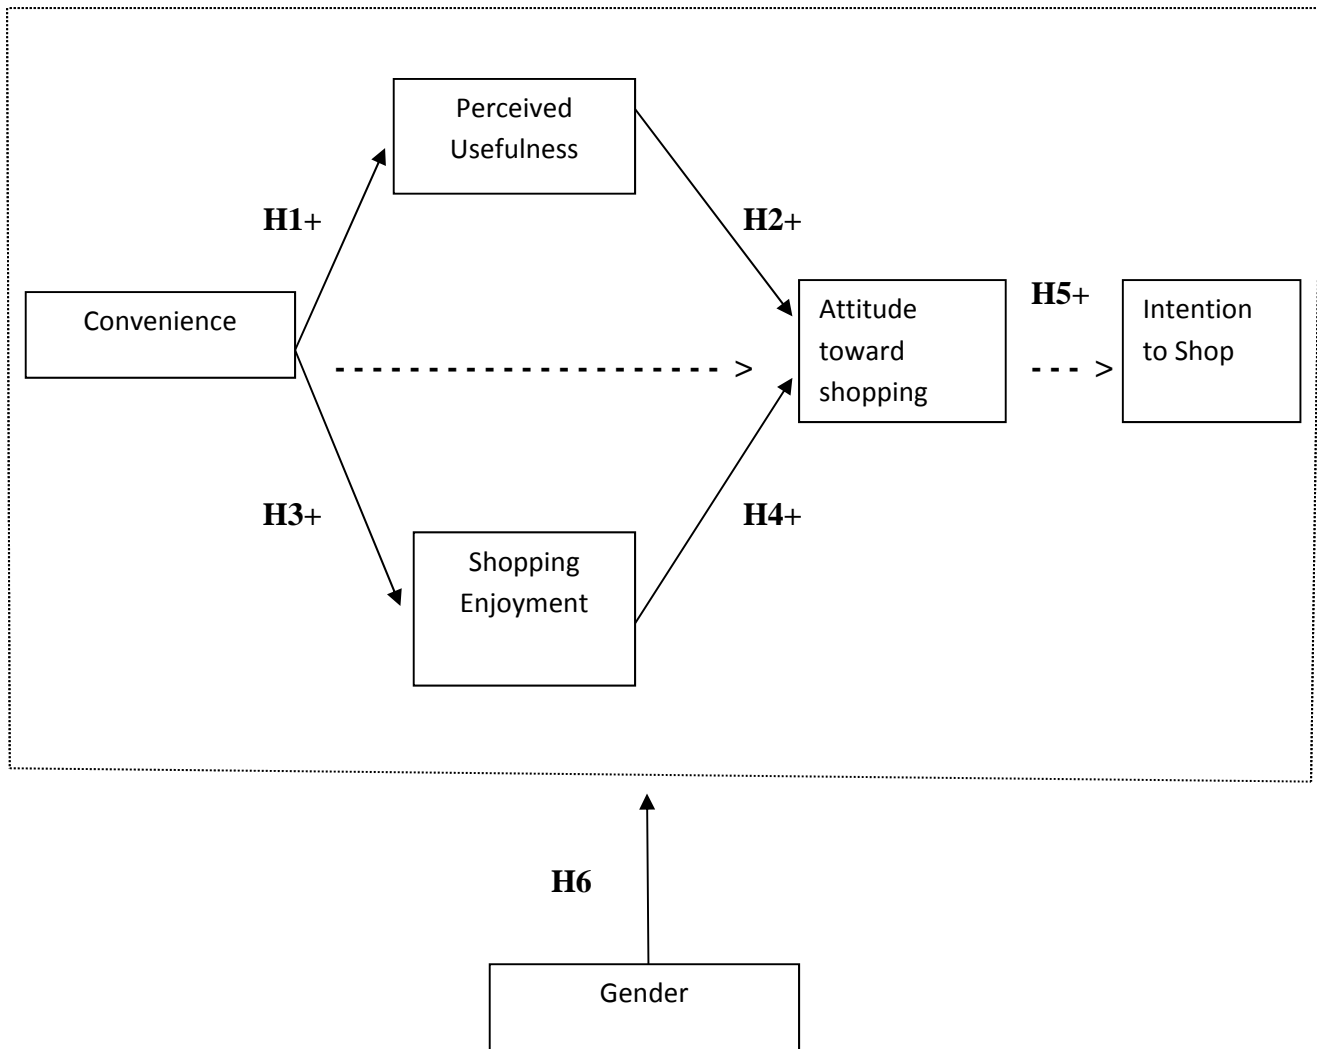 Perceived
Usefulness
H1+
H2+
Convenience
Attitude
toward
shopping
H5+
Intention
to Shop
H3+
H4+
Shopping
Enjoyment
H6
Gender